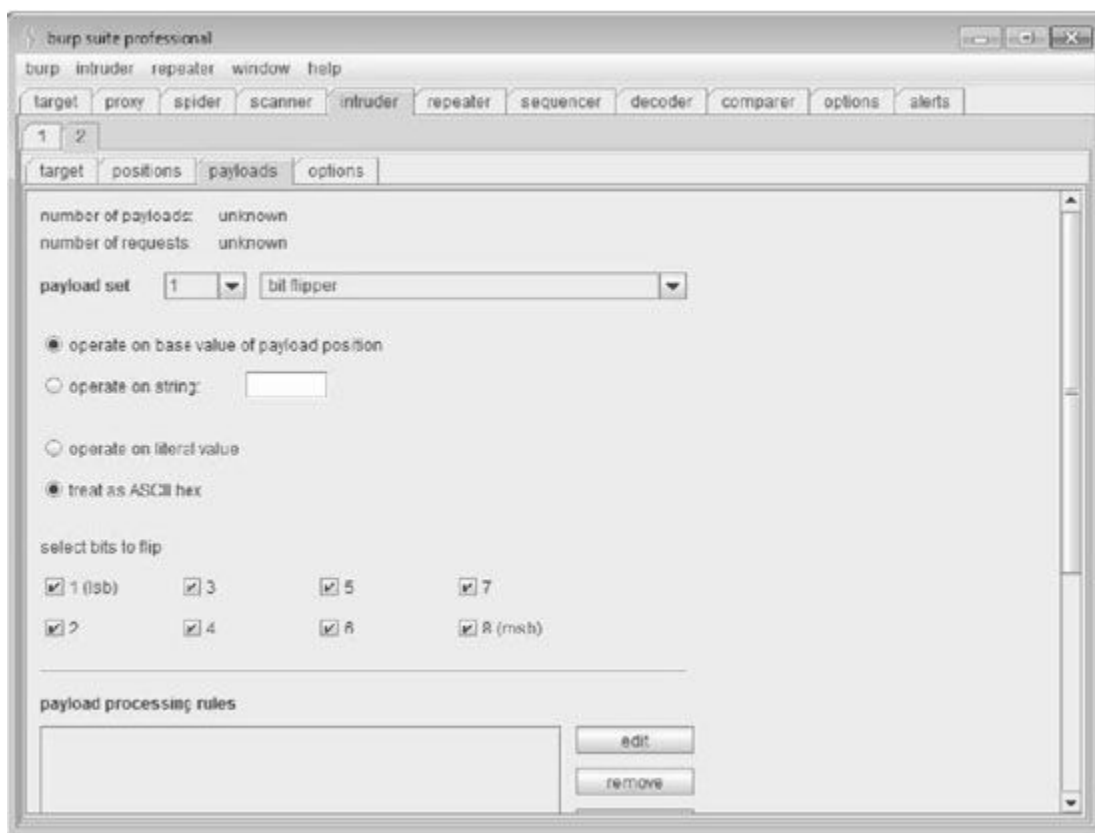 burp suite professional
burp intruder repeater window help
target proxy spider scanner intruder repeater sequencer decoder comparer options alerts
1 2
target positions payloads options
number of payloads: unknown
number of requests: unknown
payload set 1 bit flipper
operate on base value of payload position
operate on string:
operate on literal value
treat as ASCII hex
select bits to flip
1 (lsb) 3 5 7
2 4 6 8 (msb)
payload processing rules
edit
remove